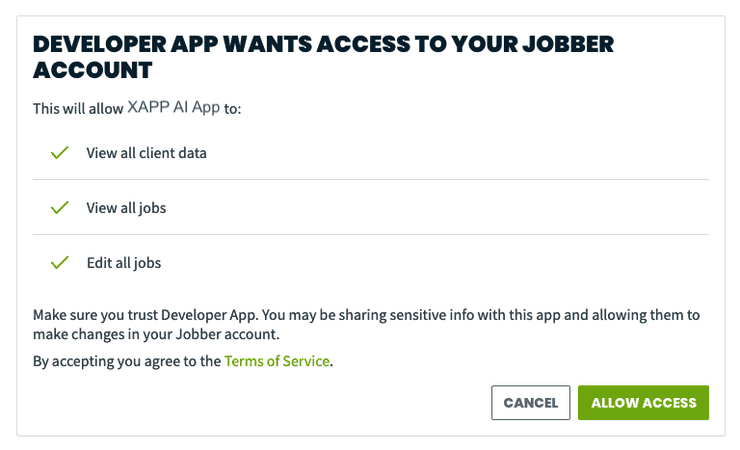 DEVELOPER APP WANTS ACCESS TO YOUR JOBBER
ACCOUNT
This will allow XAPP AI App to:
View all client data
View all jobs
Edit all jobs
Make sure you trust Developer App. You may be sharing sensitive info with this app and allowing them to
make changes in your Jobber account.
By accepting you agree to the Terms of Service.
CANCEL ALLOW ACCESS